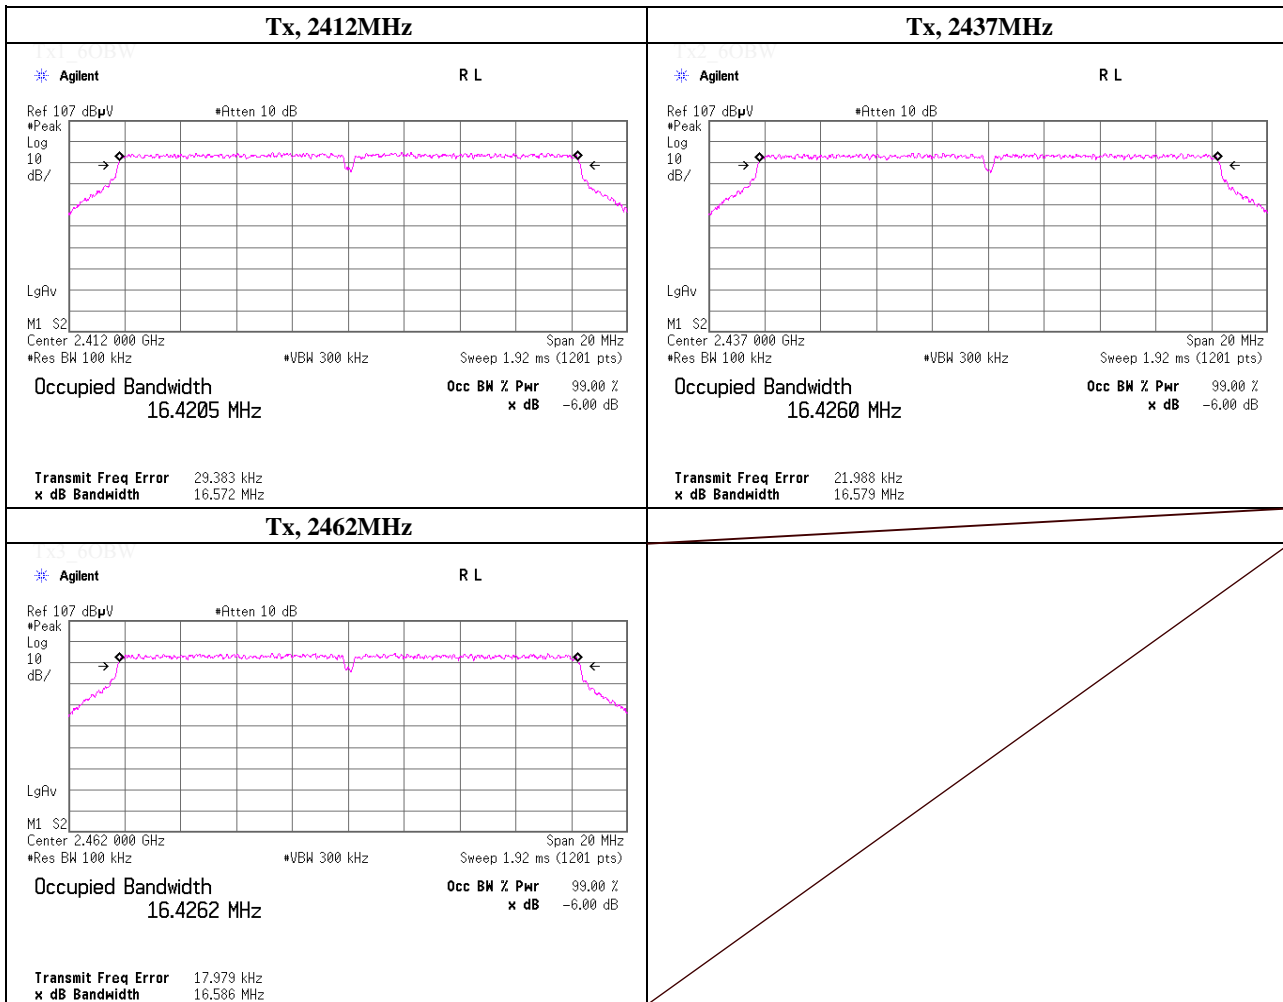 Tx, 2412MHz
Tx1_6OBW
Agilent
R L
Ref 107 dBµV #Atten 10 dB
#Peak
Log
10
dB/
LgAv
M1 S2
Center 2.412 000 GHz Span 20 MHz
#Res BW 100 kHz #VBW 300 kHz Sweep 1.92 ms (1201 pts)
Occupied Bandwidth Occ BW % Pwr 99.00 %
16.4205 MHz x dB -6.00 dB
Transmit Freq Error 29.383 kHz
x dB Bandwidth 16.572 MHz
Tx, 2437MHz
Tx2_6OBW
Agilent
R L
Ref 107 dBµV #Atten 10 dB
#Peak
Log
10
dB/
LgAv
M1 S2
Center 2.437 000 GHz Span 20 MHz
#Res BW 100 kHz #VBW 300 kHz Sweep 1.92 ms (1201 pts)
Occupied Bandwidth Occ BW % Pwr 99.00 %
16.4260 MHz x dB -6.00 dB
Transmit Freq Error 21.988 kHz
x dB Bandwidth 16.579 MHz
Tx, 2462MHz
Tx3_6OBW
Agilent
R L
Ref 107 dBµV #Atten 10 dB
#Peak
Log
10
dB/
LgAv
M1 S2
Center 2.462 000 GHz Span 20 MHz
#Res BW 100 kHz #VBW 300 kHz Sweep 1.92 ms (1201 pts)
Occupied Bandwidth Occ BW % Pwr 99.00 %
16.4262 MHz x dB -6.00 dB
Transmit Freq Error 17.979 kHz
x dB Bandwidth 16.586 MHz